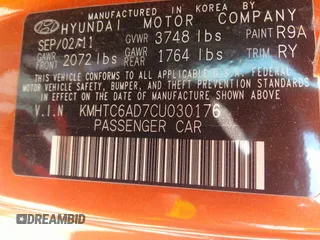 MADE IN KOREA
HYUNDAI MOTOR COMPANY
SEP/02/11 GVWR 3748 lbs PAINT R9A
GAWR FRONT 2072 lbs GAWR REAR 1764 lbs TRIM RY
THIS VEHICLE CONFORMS TO ALL APPLICABLE
FEDERAL MOTOR VEHICLE
SAFETY, BUMPER, AND THEFT PREVENTION STANDARDS
IN EFFECT ON THE DATE OF MANUFACTURE SHOWN ABOVE.
V.I.N KMHTC6AD7CU030176
PASSENGER CAR
DREAMBID